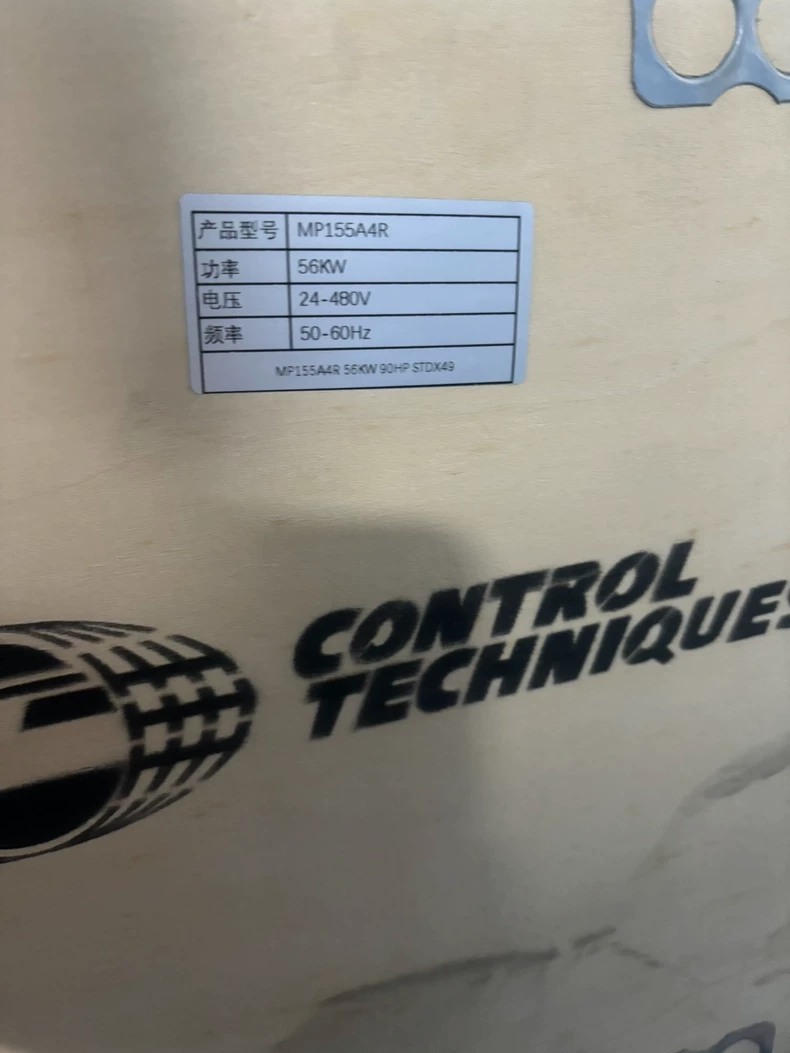 产品型号 MP155A4R
功率 56KW
电压 24-480V
频率 50-60Hz
MP155A4R 56KW 90HP STDX49
CONTROL
TECHNIQUES